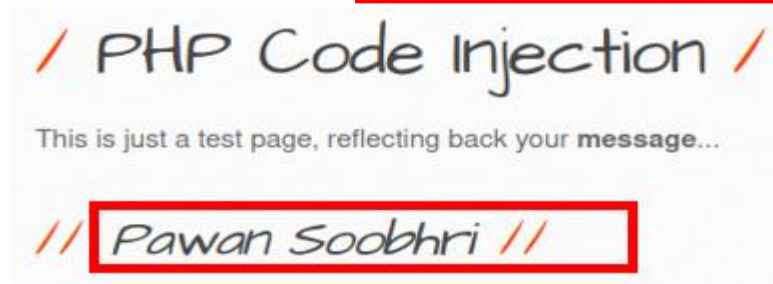 / PHP Code Injection /
This is just a test page, reflecting back your message...
// Pawan Soobhri //